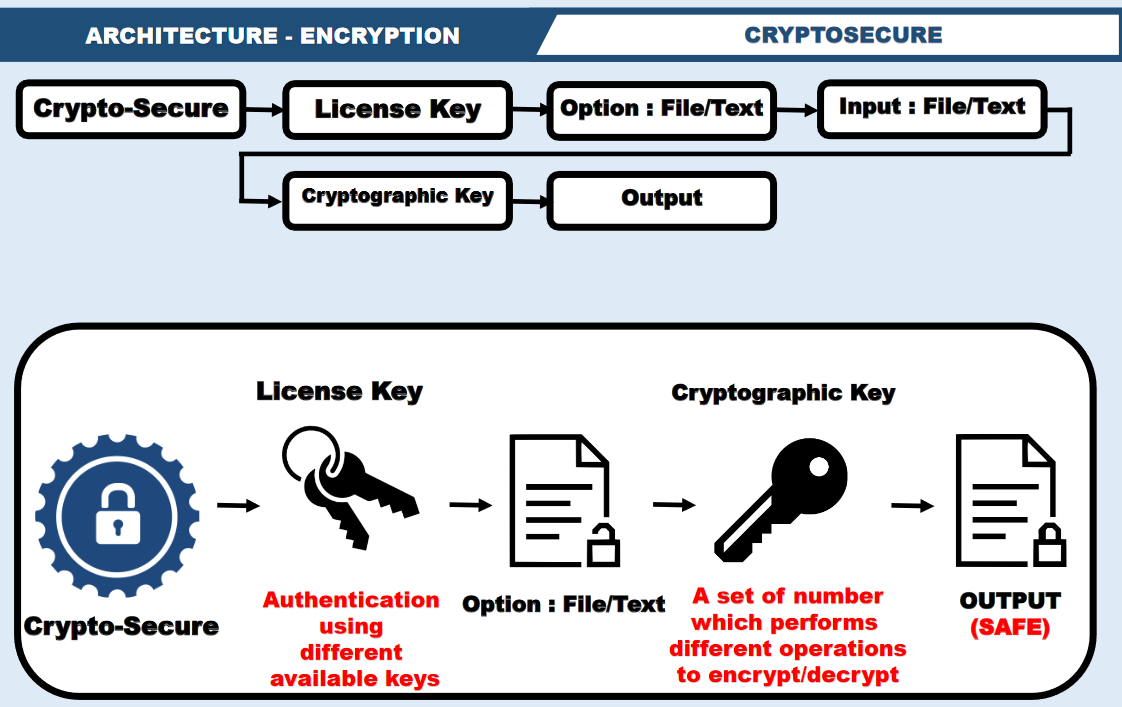 ARCHITECTURE - ENCRYPTION
CRYPTOSECURE
Crypto-Secure
License Key
Option : File/Text
Input : File/Text
Cryptographic Key
Output
License Key
Cryptographic Key
Crypto-Secure
Authentication
using
different
available keys
Option : File/Text
A set of number
which performs
different operations
to encrypt/decrypt
OUTPUT
(SAFE)